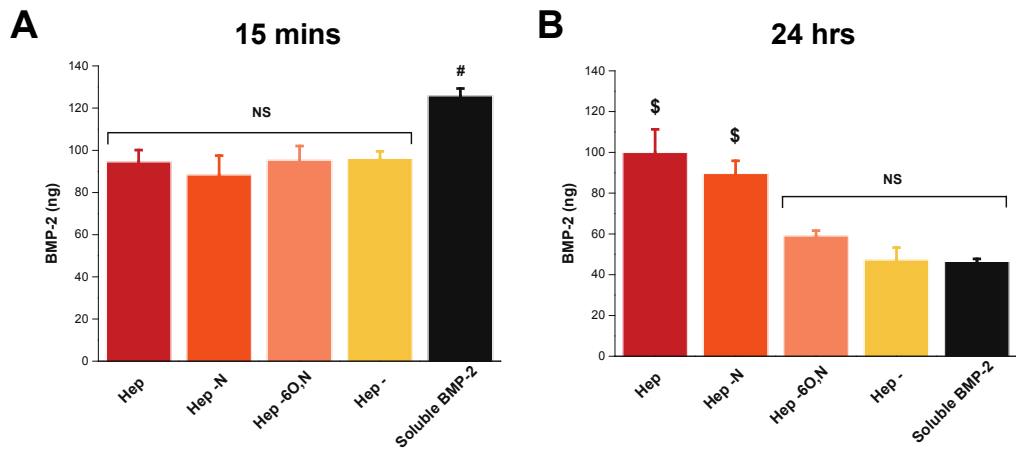 A
15 mins
BMP-2 (ng)
140
120
100
80
60
40
20
0
NS
#
Hep
Hep -N
Hep -6O,N
Hep -
Soluble BMP-2
B
24 hrs
BMP-2 (ng)
140
120
100
80
60
40
20
0
$
$
NS
Hep
Hep -N
Hep -6O,N
Hep -
Soluble BMP-2